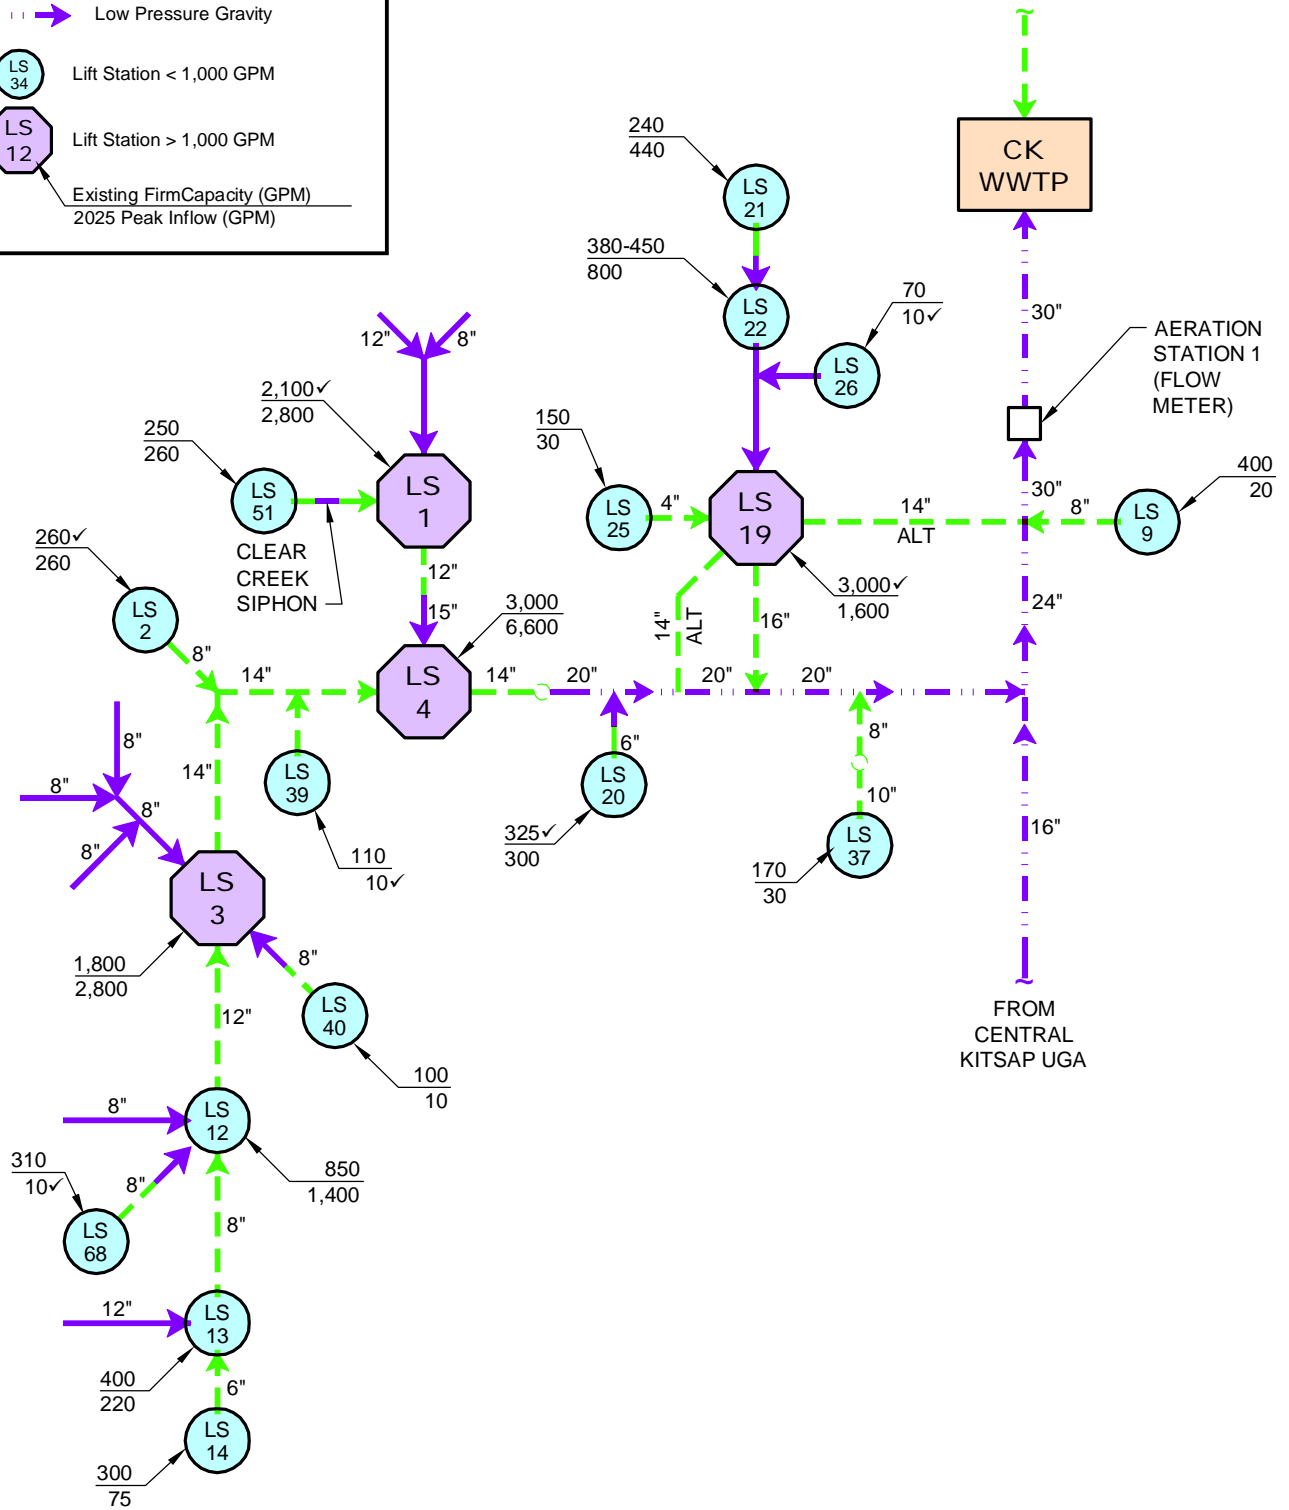 Low Pressure Gravity
LS
34
Lift Station < 1,000 GPM
LS
12
Lift Station > 1,000 GPM
Existing FirmCapacity (GPM)
2025 Peak Inflow (GPM)
CK
WWTP
240
440
LS
21
380-450
800
LS
22
70
10✓
LS
26
30"
AERATION
STATION 1
(FLOW
METER)
12"
8"
2,100✓
2,800
250
260
LS
51
LS
1
CLEAR
CREEK
SIPHON
150
30
LS
25
4"
LS
19
14"
ALT
30"
8"
LS
9
400
20
3,000✓
1,600
260✓
260
LS
2
8"
12"
15"
3,000
6,600
14"
ALT
16"
24"
14"
LS
4
14"
20"
20"
20"
8"
8"
8"
8"
14"
LS
39
110
10✓
6"
LS
20
325✓
300
8"
10"
LS
37
170
30
16"
LS
3
1,800
2,800
8"
LS
40
100
10
12"
FROM
CENTRAL
KITSAP UGA
8"
LS
12
850
1,400
310
10✓
8"
LS
68
8"
12"
LS
13
400
220
6"
LS
14
300
75